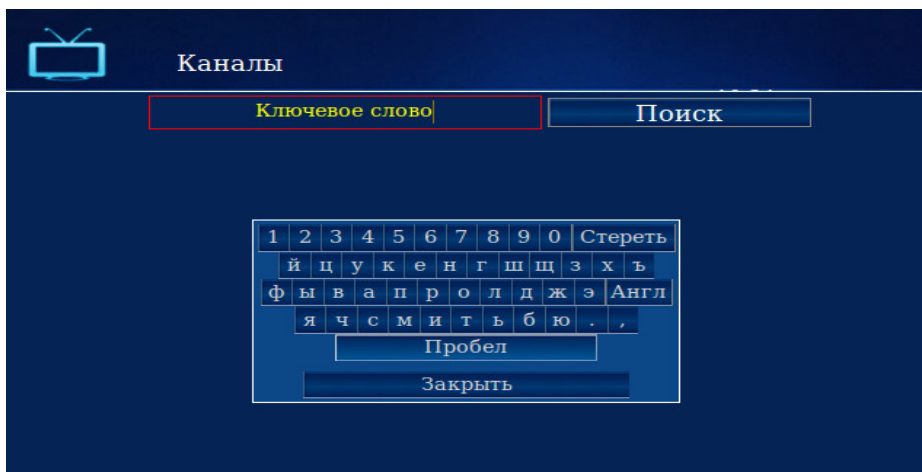 Каналы
Ключевое слово Поиск
1 2 3 4 5 6 7 8 9 0 Стереть
й ц у к е н г ш щ з х ъ
ф ы в а п р о л д ж э Англ
я ч с м и т ь б ю . ,
Пробел
Закрыть